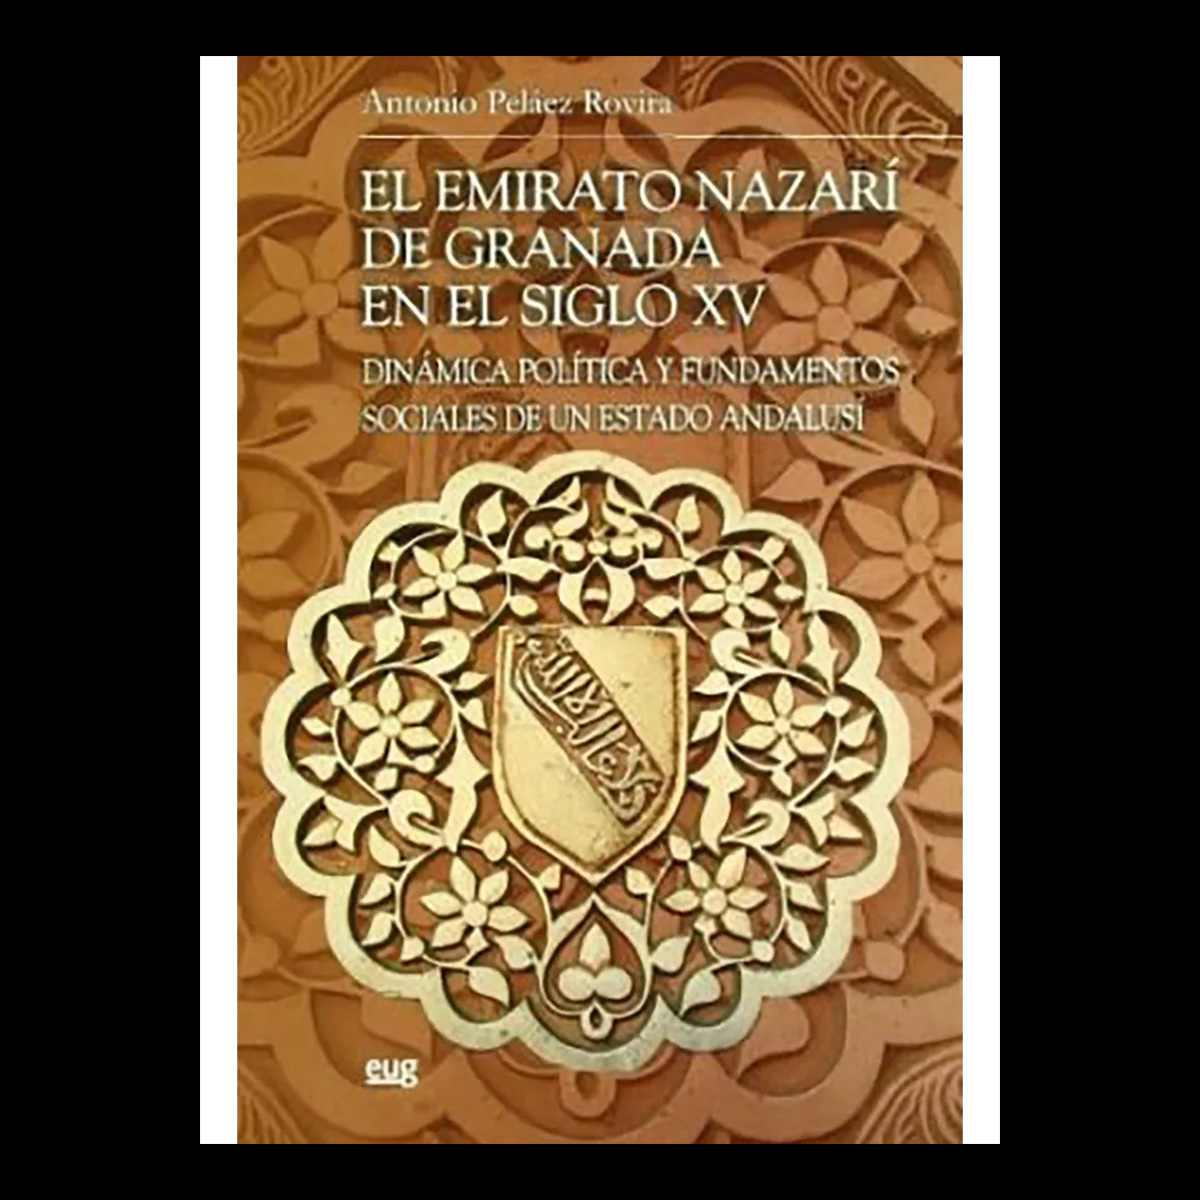 Antonio Peláez Rovira
EL EMIRATO NAZARÍ
DE GRANADA
EN EL SIGLO XV
DINÁMICA POLÍTICA Y FUNDAMENTOS
SOCIALES DE UN ESTADO ANDALUSÍ
eug